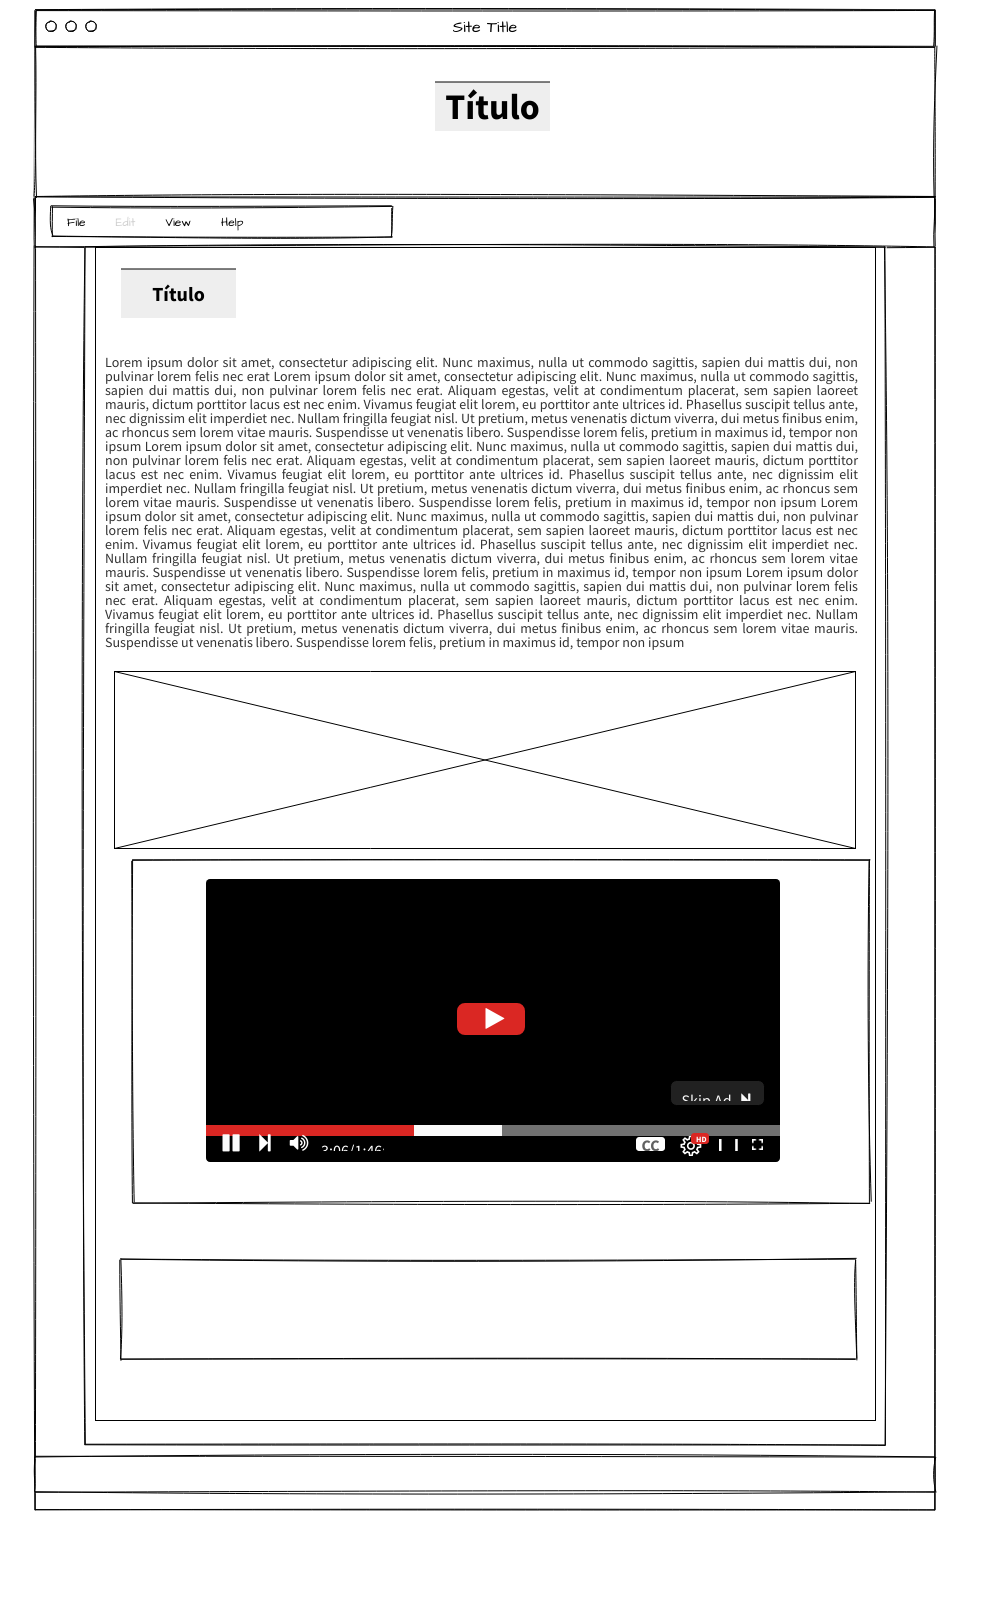 Site Title
Título
File Edit View Help
Título
Lorem ipsum dolor sit amet, consectetur adipiscing elit. Nunc maximus, nulla ut commodo sagittis, sapien dui mattis dui, non
pulvinar lorem felis nec erat Lorem ipsum dolor sit amet, consectetur adipiscing elit. Nunc maximus, nulla ut commodo sagittis,
sapien dui mattis dui, non pulvinar lorem felis nec erat. Aliquam egestas, velit at condimentum placerat, sem sapien laoreet
mauris, dictum porttitor lacus est nec enim. Vivamus feugiat elit lorem, eu porttitor ante ultrices id. Phasellus suscipit tellus ante,
nec dignissim elit imperdiet nec. Nullam fringilla feugiat nisl. Ut pretium, metus venenatis dictum viverra, dui metus finibus enim,
ac rhoncus sem lorem vitae mauris. Suspendisse ut venenatis libero. Suspendisse lorem felis, pretium in maximus id, tempor non
ipsum Lorem ipsum dolor sit amet, consectetur adipiscing elit. Nunc maximus, nulla ut commodo sagittis, sapien dui mattis dui,
non pulvinar lorem felis nec erat. Aliquam egestas, velit at condimentum placerat, sem sapien laoreet mauris, dictum porttitor
lacus est nec enim. Vivamus feugiat elit lorem, eu porttitor ante ultrices id. Phasellus suscipit tellus ante, nec dignissim elit
imperdiet nec. Nullam fringilla feugiat nisl. Ut pretium, metus venenatis dictum viverra, dui metus finibus enim, ac rhoncus sem
lorem vitae mauris. Suspendisse ut venenatis libero. Suspendisse lorem felis, pretium in maximus id, tempor non ipsum Lorem
ipsum dolor sit amet, consectetur adipiscing elit. Nunc maximus, nulla ut commodo sagittis, sapien dui mattis dui, non pulvinar
lorem felis nec erat. Aliquam egestas, velit at condimentum placerat, sem sapien laoreet mauris, dictum porttitor lacus est nec
enim. Vivamus feugiat elit lorem, eu porttitor ante ultrices id. Phasellus suscipit tellus ante, nec dignissim elit imperdiet nec.
Nullam fringilla feugiat nisl. Ut pretium, metus venenatis dictum viverra, dui metus finibus enim, ac rhoncus sem lorem vitae
mauris. Suspendisse ut venenatis libero. Suspendisse lorem felis, pretium in maximus id, tempor non ipsum Lorem ipsum dolor
sit amet, consectetur adipiscing elit. Nunc maximus, nulla ut commodo sagittis, sapien dui mattis dui, non pulvinar lorem felis
nec erat. Aliquam egestas, velit at condimentum placerat, sem sapien laoreet mauris, dictum porttitor lacus est nec enim.
Vivamus feugiat elit lorem, eu porttitor ante ultrices id. Phasellus suscipit tellus ante, nec dignissim elit imperdiet nec. Nullam
fringilla feugiat nisl. Ut pretium, metus venenatis dictum viverra, dui metus finibus enim, ac rhoncus sem lorem vitae mauris.
Suspendisse ut venenatis libero. Suspendisse lorem felis, pretium in maximus id, tempor non ipsum
Skip Ad
CC HD